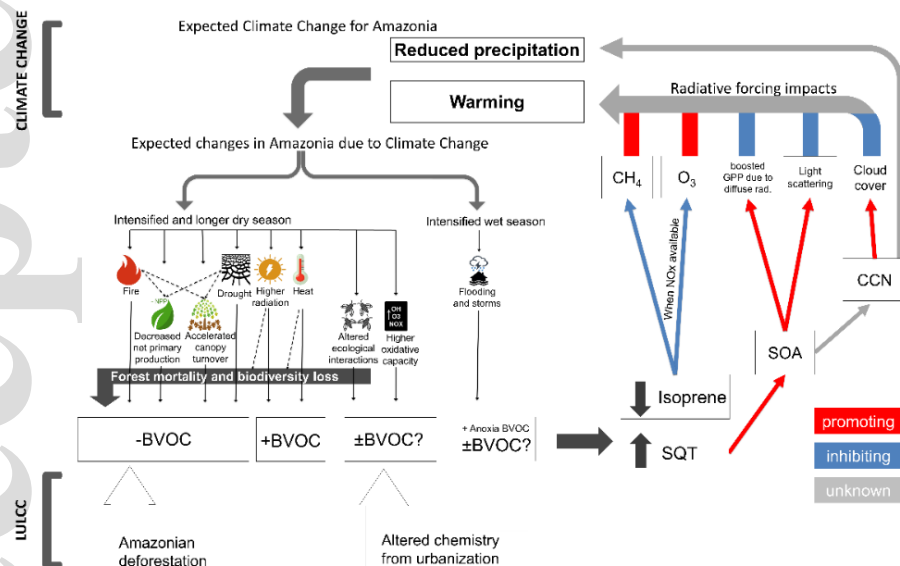 CLIMATE CHANGE
Expected Climate Change for Amazonia
Reduced precipitation
Warming
Radiative forcing impacts
Expected changes in Amazonia due to Climate Change
CH4
O3
boosted
GPP due to
diffuse rad.
Light
scattering
Cloud
cover
Intensified and longer dry season
Intensified wet season
When NOx available
Fire
Drought
Higher
radiation
Heat
Flooding
and storms
CCN
NPP
Decreased
not primary
production
Accelerated
canopy
turnover
Altered
ecological
interactions
OH
O3
NOX
Higher
oxidative
capacity
SOA
Forest mortality and biodiversity loss
Isoprene
-BVOC
+BVOC
±BVOC?
+ Anoxia BVOC
±BVOC?
SQT
promoting
inhibiting
unknown
LULCC
Amazonian
deforestation
Altered chemistry
from urbanization